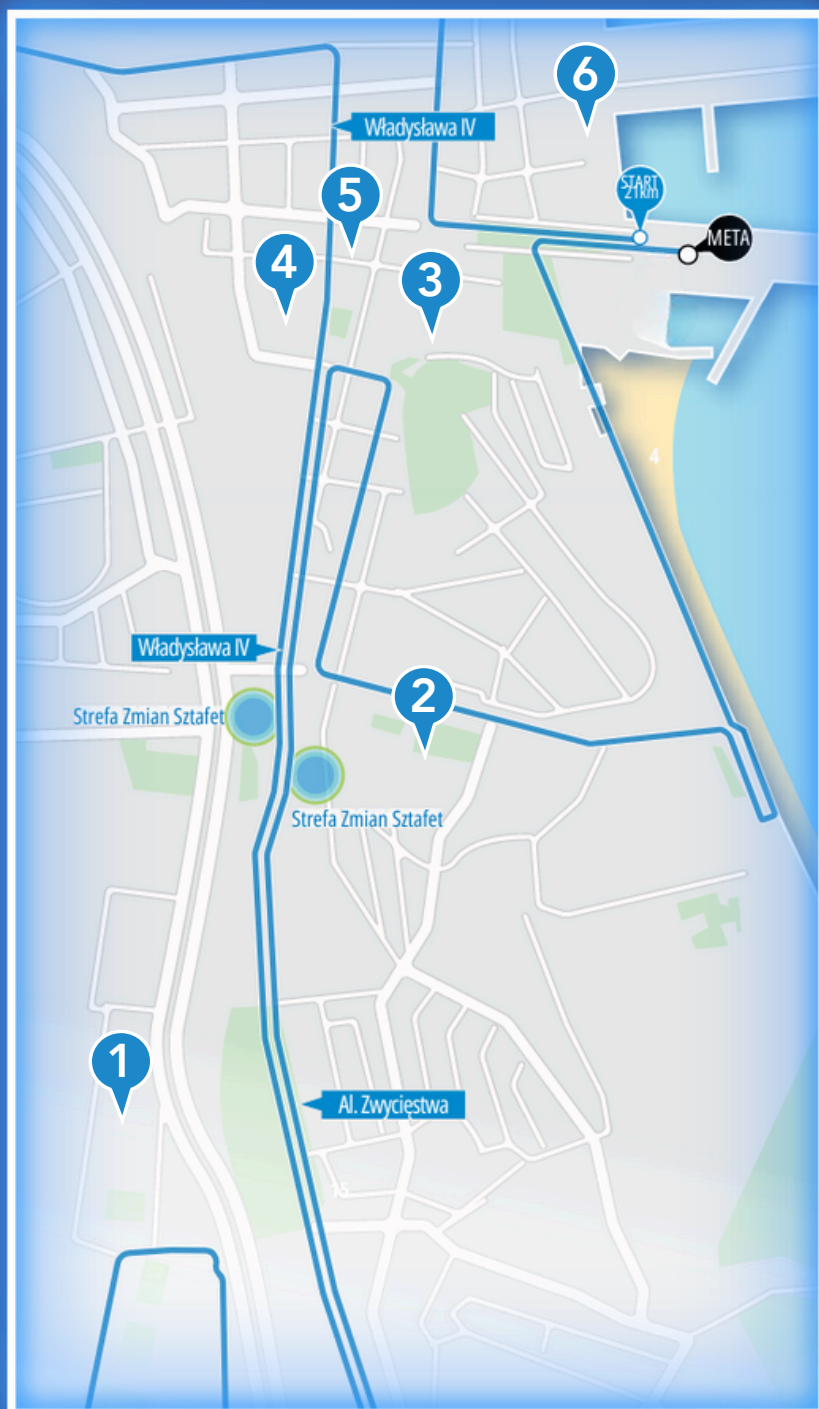 6
Władysława IV
5
START
21km
META
4
3
4
Władysława IV
2
Strefa Zmian Sztafet
Strefa Zmian Sztafet
1
Al. Zwycięstwa
15